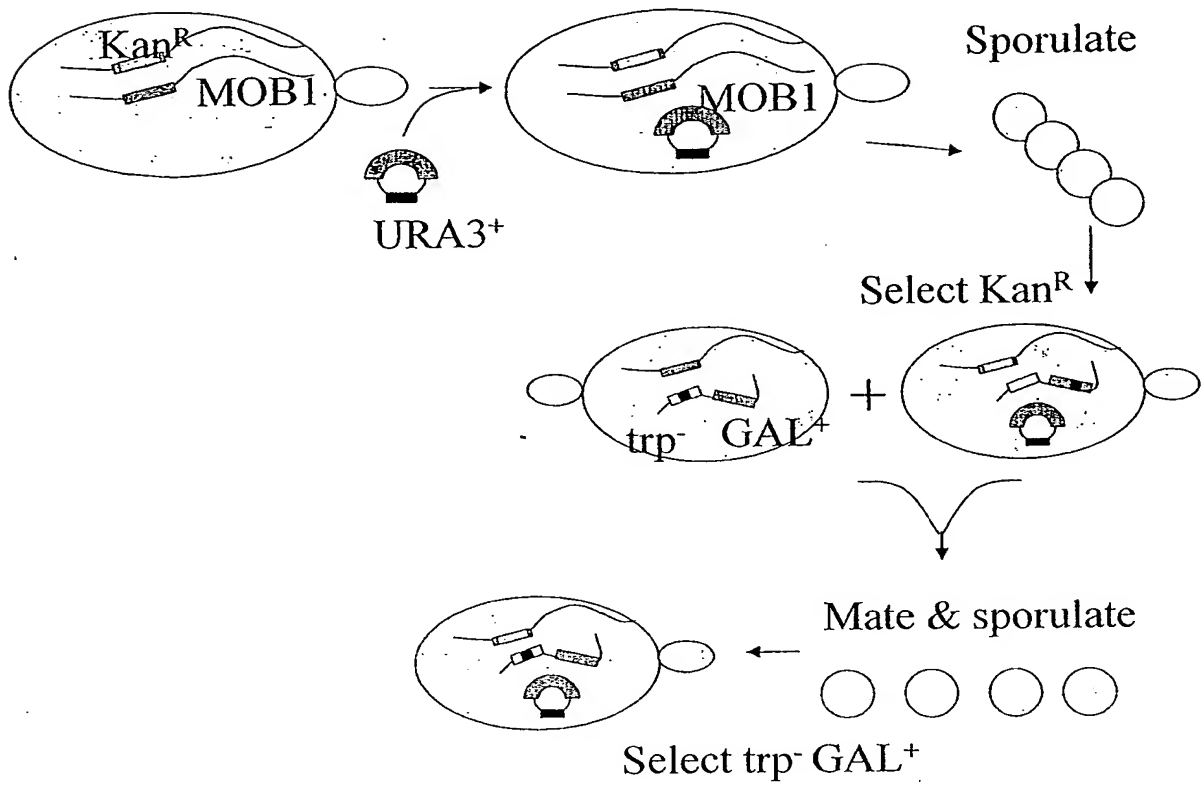 Kan^R
MOB1
URA3⁺
MOB1
Sporulate
Select Kan^R
trp⁻ GAL⁺
+
Mate & sporulate
Select trp⁻ GAL⁺